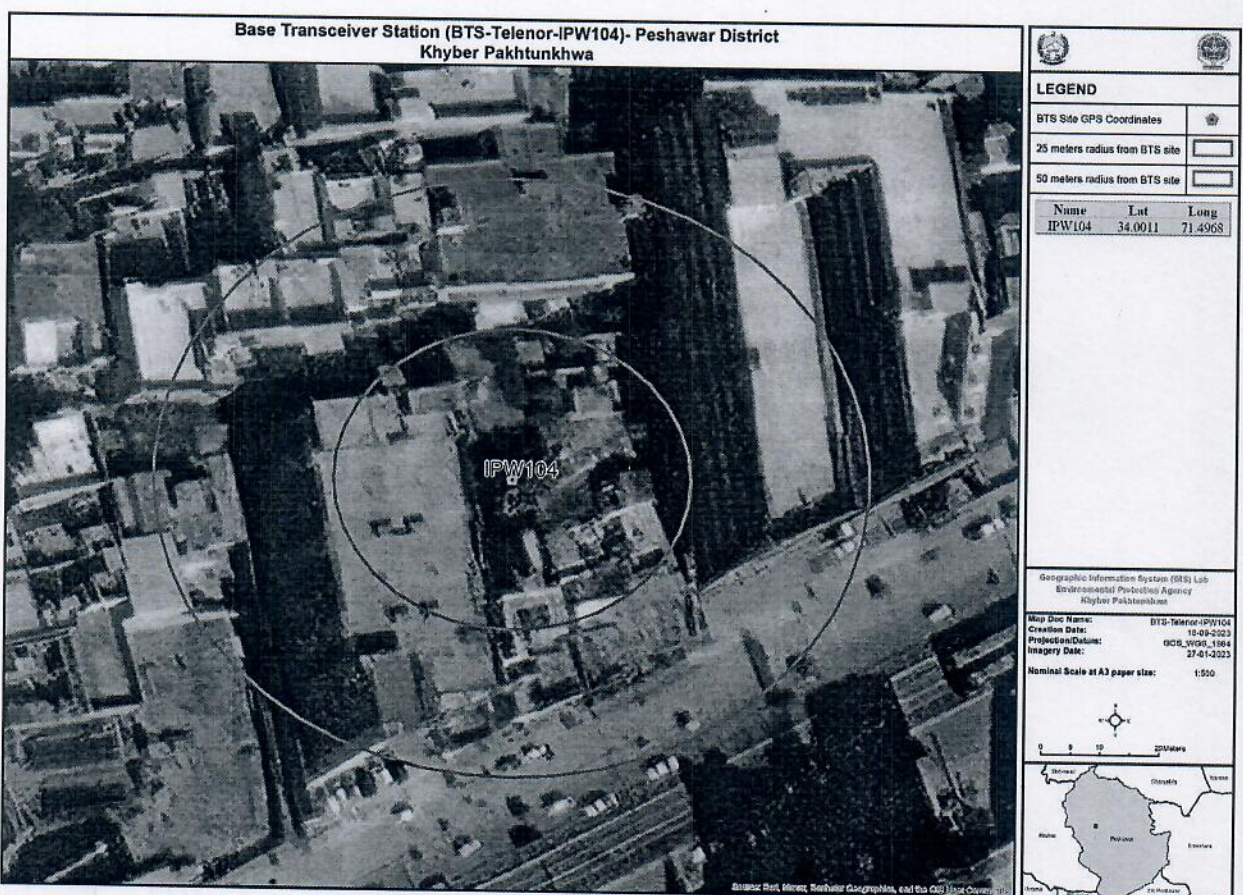 Base Transceiver Station (BTS-Telenor-IPW104)- Peshawar District
Khyber Pakhtunkhwa
IPW104
LEGEND
BTS Site GPS Coordinates
25 meters radius from BTS site
50 meters radius from BTS site
Name Lat Long
IPW104 34.0011 71.4968
Geographic Information System (GIS) Lab
Environmental Protection Agency
Khyber Pakhtunkhwa
Map Doc Name: BTS-Telenor-IPW104
Creation Date: 18-09-2023
Projection/Datum: GCS_WGS_1984
Imagery Date: 27-01-2023
Nominal Scale at A3 paper size: 1:500
0 5 10 20 Meters
Charsadda
Peshawar
Nowshera